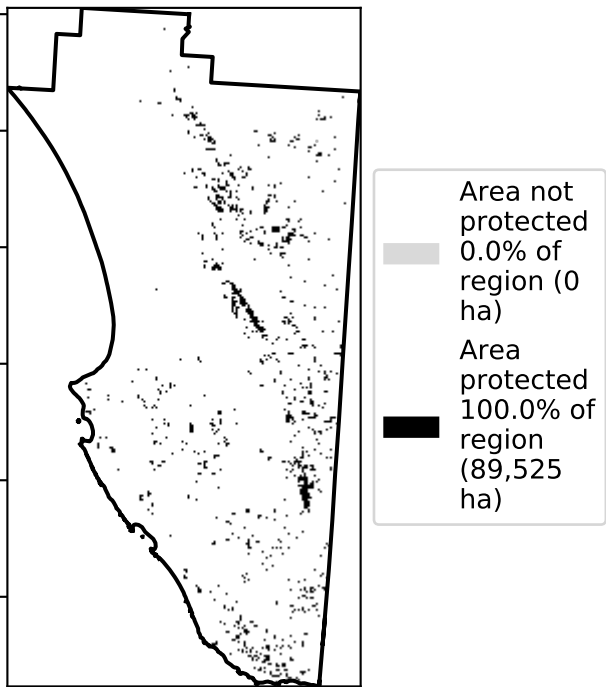 Area not
protected
0.0% of
region (0
ha)
Area
protected
100.0% of
region
(89,525
ha)